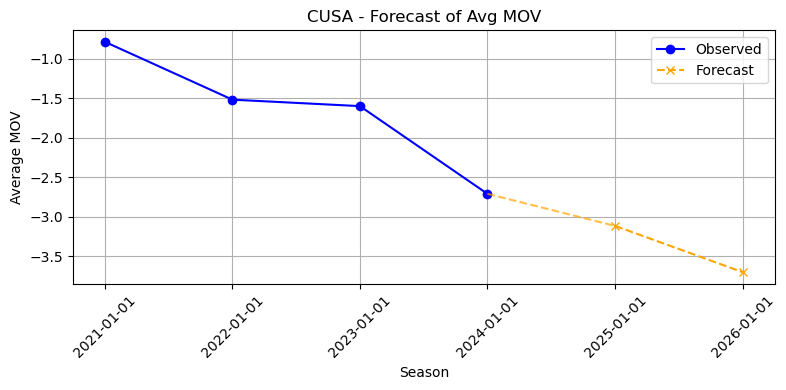 CUSA - Forecast of Avg MOV
Observed
Forecast
Average MOV
−1.0
−1.5
−2.0
−2.5
−3.0
−3.5
2021-01-01
2022-01-01
2023-01-01
2024-01-01
2025-01-01
2026-01-01
Season